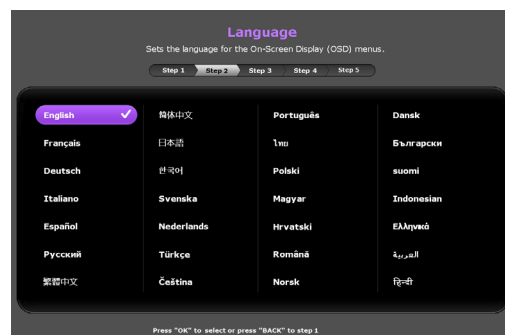 Language
Sets the language for the On-Screen Display (OSD) menus.
Step 1 Step 2 Step 3 Step 4 Step 5
English
Français
Deutsch
Italiano
Español
Русский
繁體中文
简体中文
日本語
한국어
Svenska
Nederlands
Türkçe
Čeština
Português
ไทย
Polski
Magyar
Hrvatski
Română
Norsk
Dansk
Български
suomi
Indonesian
Ελληνικά
العربية
हिन्दी
Press "OK" to select or press "BACK" to step 1